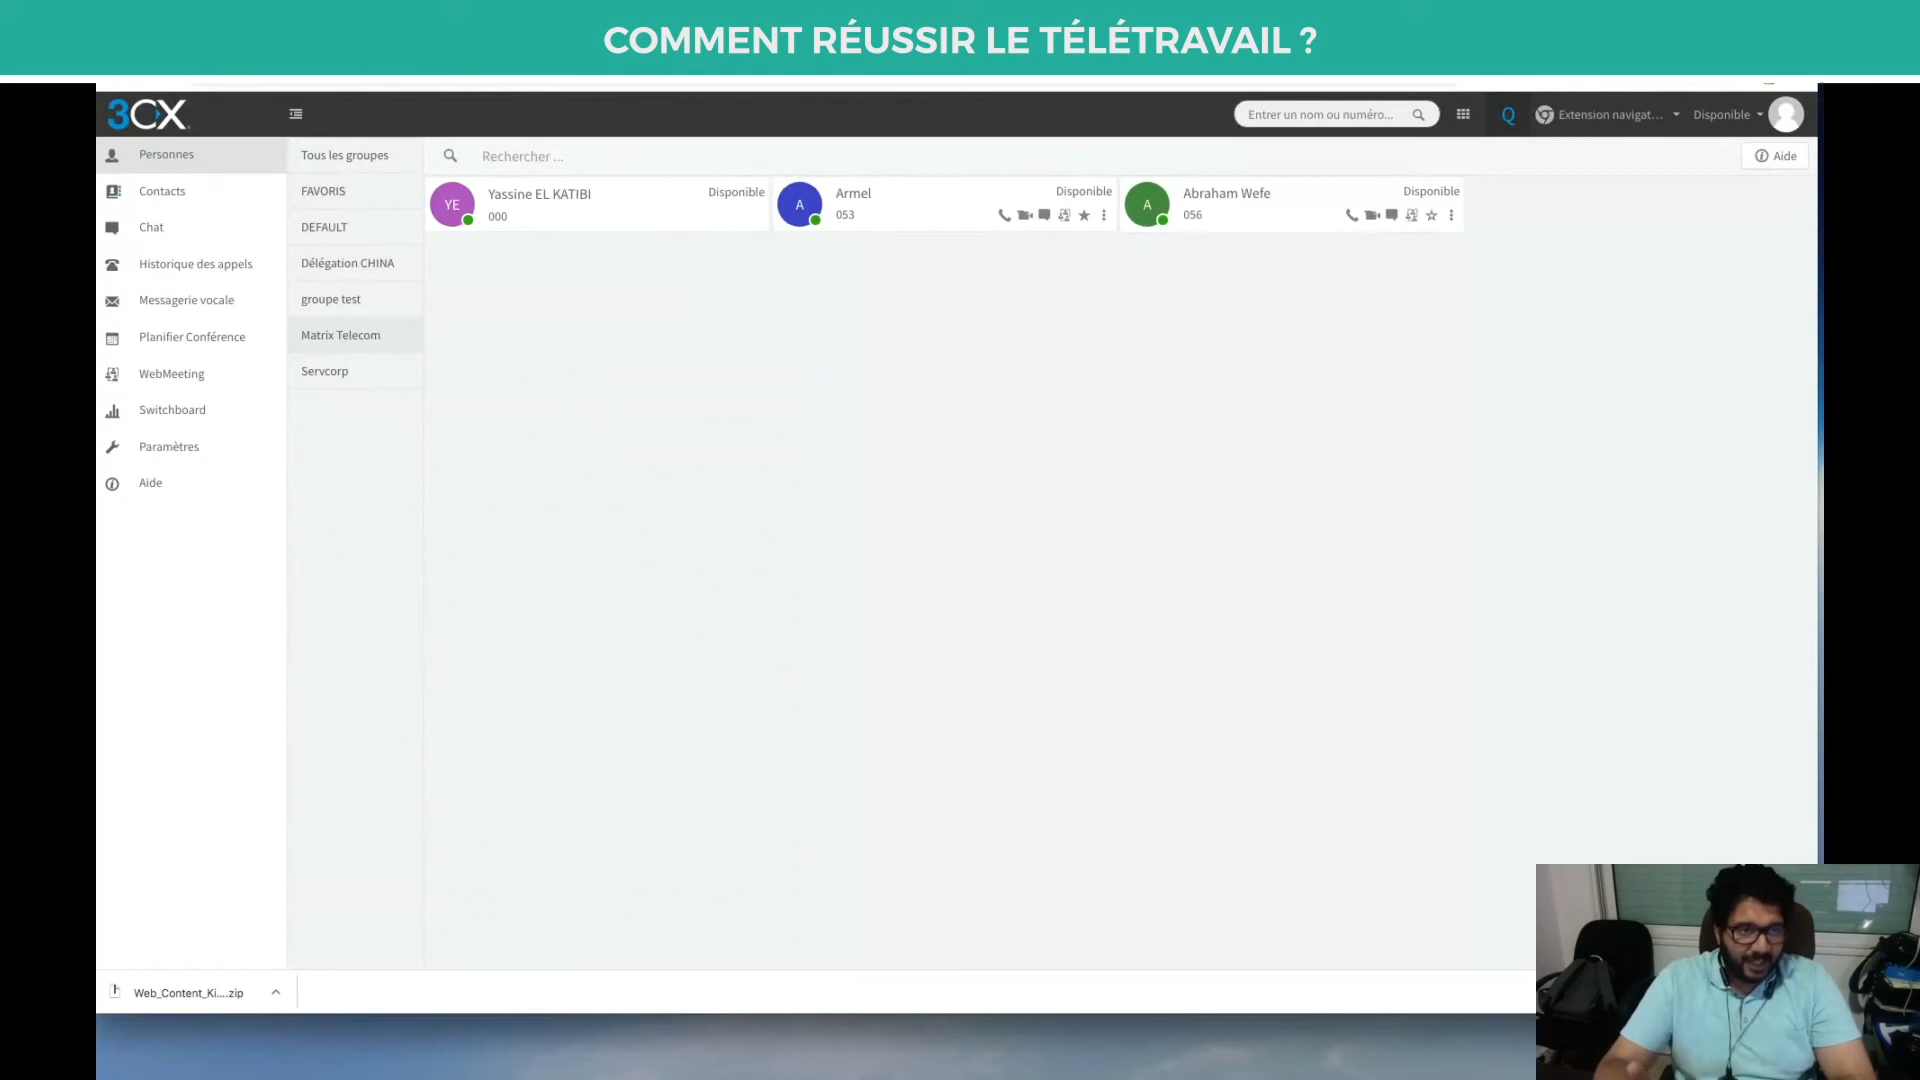 COMMENT RÉUSSIR LE TÉLÉTRAVAIL ?
3CX
Entrer un nom ou numéro...
Q
Extension navigat...
Disponible
Personnes
Contacts
Chat
Historique des appels
Messagerie vocale
Planifier Conférence
WebMeeting
Switchboard
Paramètres
Aide
Tous les groupes
FAVORIS
DEFAULT
Délégation CHINA
groupe test
Matrix Telecom
Servcorp
Rechercher ...
Aide
YE
Yassine EL KATIBI
Disponible
000
A
Armel
Disponible
053
A
Abraham Wefe
Disponible
056
Web_Content_Ki....zip